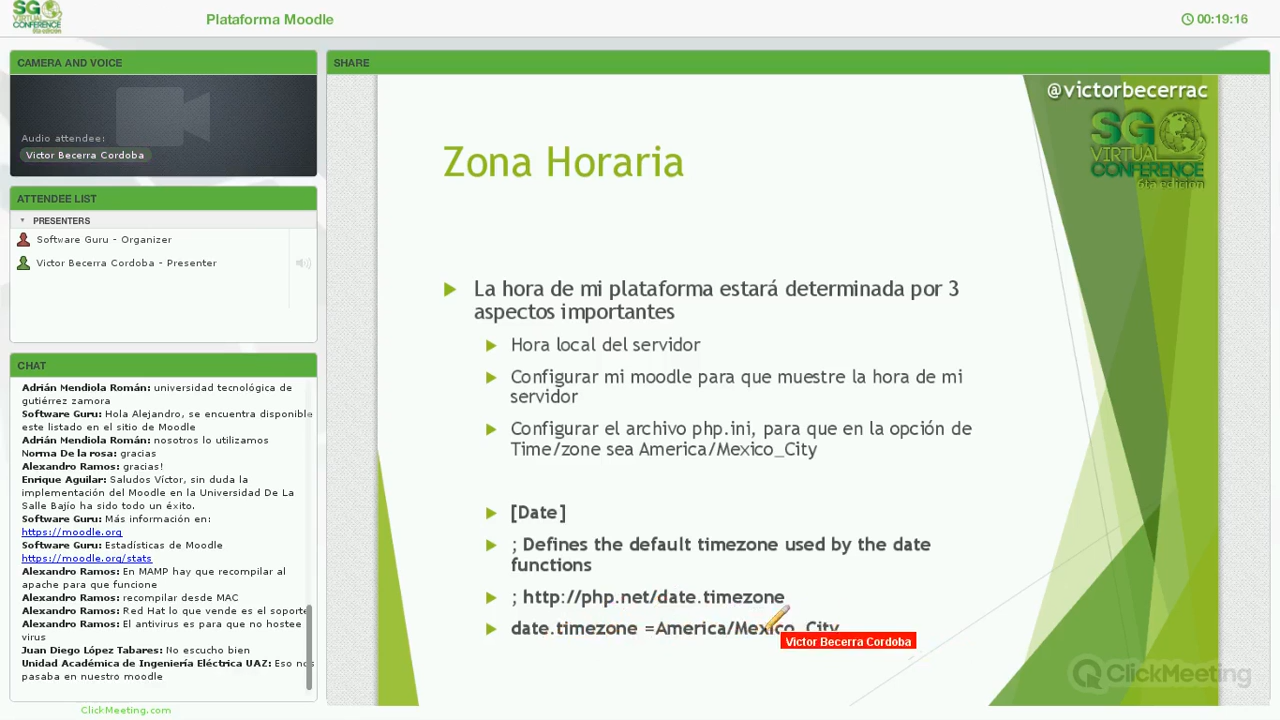 SG
VIRTUAL
CONFERENCE
6ta edición
Plataforma Moodle
00:19:16
CAMERA AND VOICE
Audio attendee:
Victor Becerra Cordoba
ATTENDEE LIST
PRESENTERS
Software Guru - Organizer
Victor Becerra Cordoba - Presenter
CHAT
Adrián Mendiola Román: universidad tecnológica de
gutiérrez zamora
Software Guru: Hola Alejandro, se encuentra disponible
este listado en el sitio de Moodle
Adrián Mendiola Román: nosotros lo utilizamos
Norma De la rosa: gracias
Alexandro Ramos: gracias!
Enrique Aguilar: Saludos Víctor, sin duda la
implementación del Moodle en la Universidad De La
Salle Bajío ha sido todo un éxito.
Software Guru: Más información en:
https://moodle.org
Software Guru: Estadísticas de Moodle
https://moodle.org/stats
Alexandro Ramos: En MAMP hay que recompilar al
apache para que funcione
Alexandro Ramos: recompilar desde MAC
Alexandro Ramos: Red Hat lo que vende es el soporte
Alexandro Ramos: El antivirus es para que no hostee
virus
Juan Diego López Tabares: No escucho bien
Unidad Académica de Ingeniería Eléctrica UAZ: Eso nos
pasaba en nuestro moodle
ClickMeeting.com
SHARE
@victorbecerrac
SG
VIRTUAL
CONFERENCE
6ta edición
Zona Horaria
La hora de mi plataforma estará determinada por 3
aspectos importantes
Hora local del servidor
Configurar mi moodle para que muestre la hora de mi
servidor
Configurar el archivo php.ini, para que en la opción de
Time/zone sea America/Mexico_City
[Date]
; Defines the default timezone used by the date
functions
; http://php.net/date.timezone
date.timezone =America/Mexico_City
Victor Becerra Cordoba
ClickMeeting